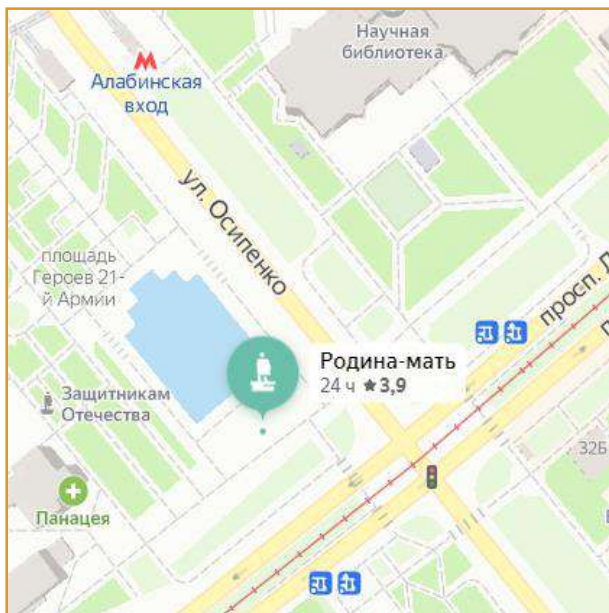 Научная
библиотека
Алабинская
вход
ул. Осипенко
площадь
Героев 21-
й Армии
просп. Л
Родина-мать
24 ч ★ 3,9
Защитникам
Отечества
32Б
Панацея